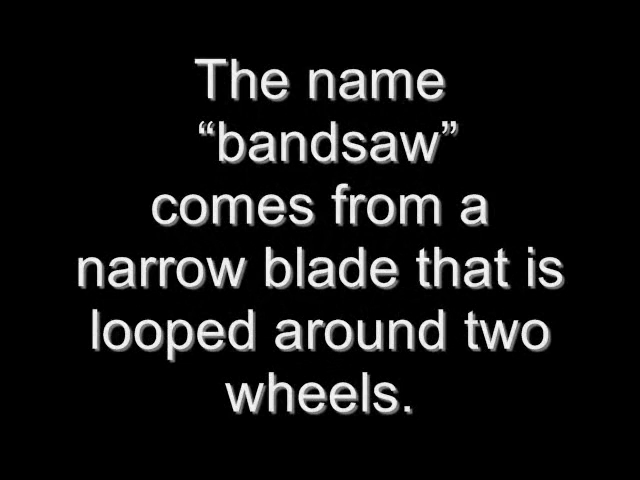 The name
“bandsaw”
comes from a
narrow blade that is
looped around two
wheels.